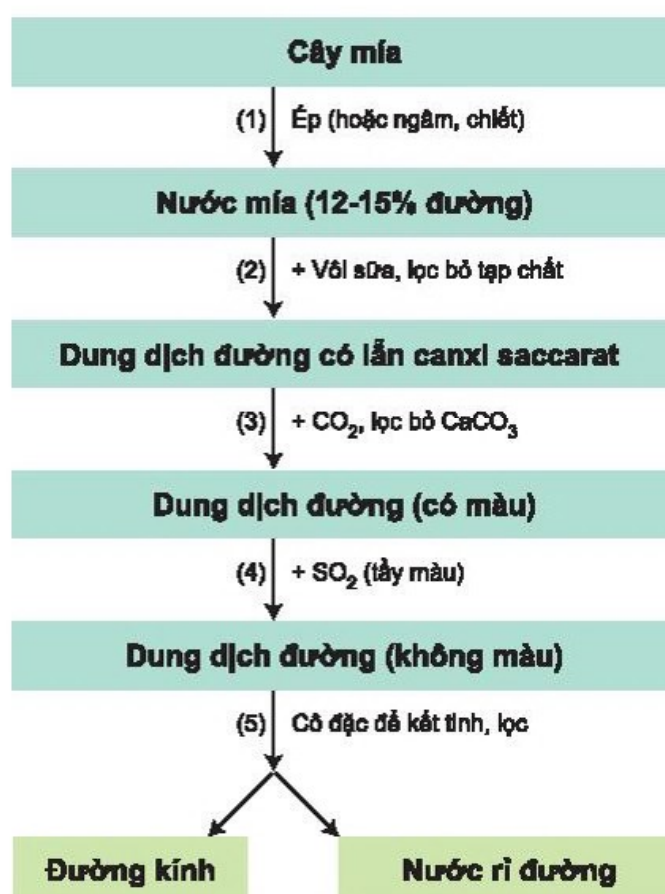 Cây mía
(1) Ép (hoặc ngâm, chiết)
Nước mía (12-15% đường)
(2) + Vôi sữa, lọc bỏ tạp chất
Dung dịch đường có lẫn canxi saccarat
(3) + CO₂, lọc bỏ CaCO₃
Dung dịch đường (có màu)
(4) + SO₂ (tẩy màu)
Dung dịch đường (không màu)
(5) Cô đặc để kết tinh, lọc
Đường kính Nước rỉ đường